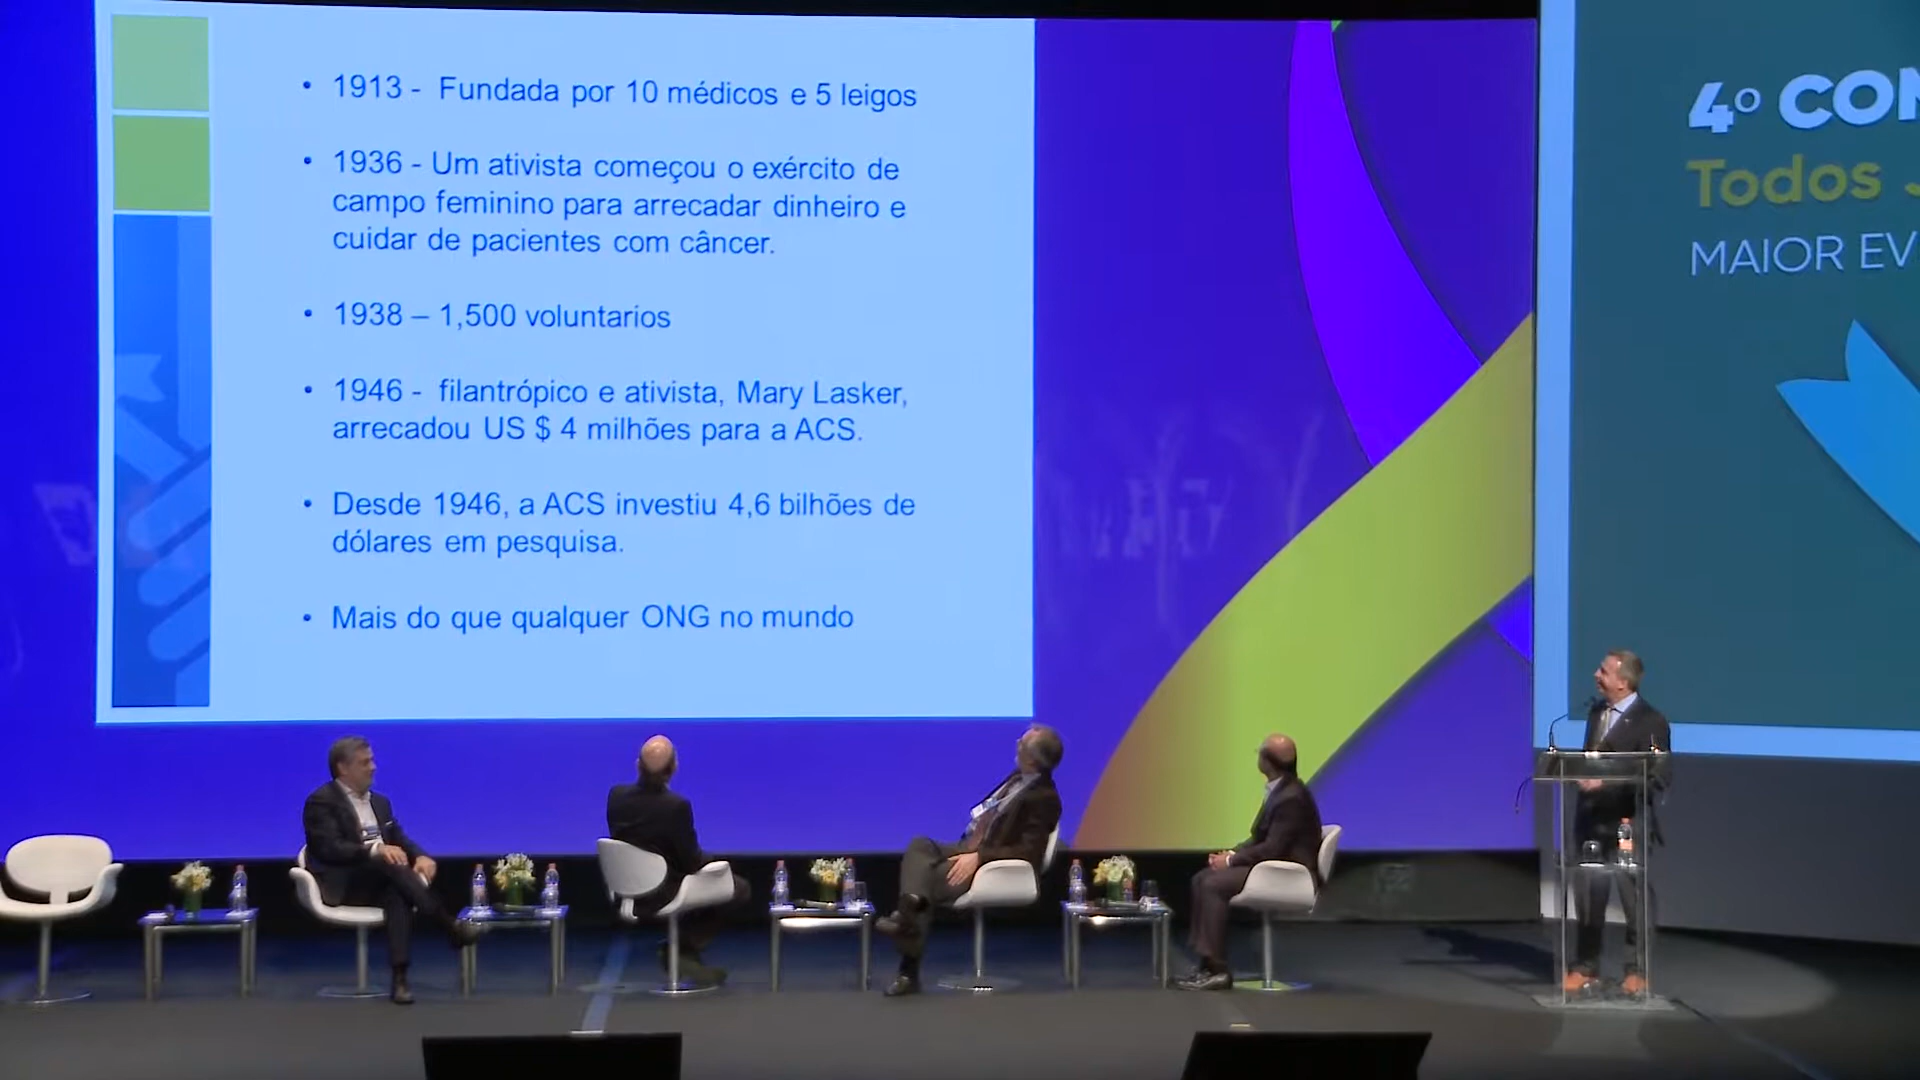 • 1913 - Fundada por 10 médicos e 5 leigos
• 1936 - Um ativista começou o exército de
campo feminino para arrecadar dinheiro e
cuidar de pacientes com câncer.
• 1938 – 1,500 voluntarios
• 1946 - filantrópico e ativista, Mary Lasker,
arrecadou US $ 4 milhões para a ACS.
• Desde 1946, a ACS investiu 4,6 bilhões de
dólares em pesquisa.
• Mais do que qualquer ONG no mundo
4º CON
Todos
MAIOR EV